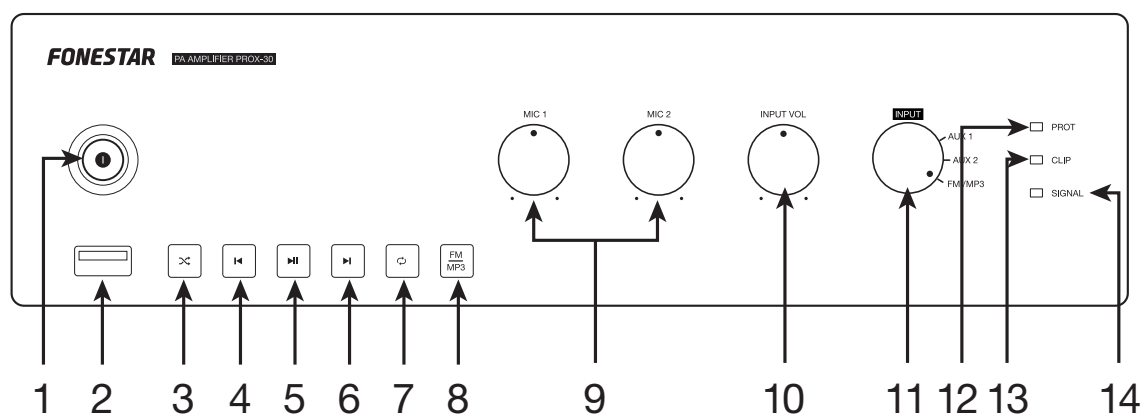 FONESTAR PA AMPLIFIER PROX-30
MIC 1 MIC 2 INPUT VOL INPUT
AUX 1
AUX 2
FM/MP3
PROT
CLIP
SIGNAL
FM
MP3
1 2 3 4 5 6 7 8 9 10 11 12 13 14